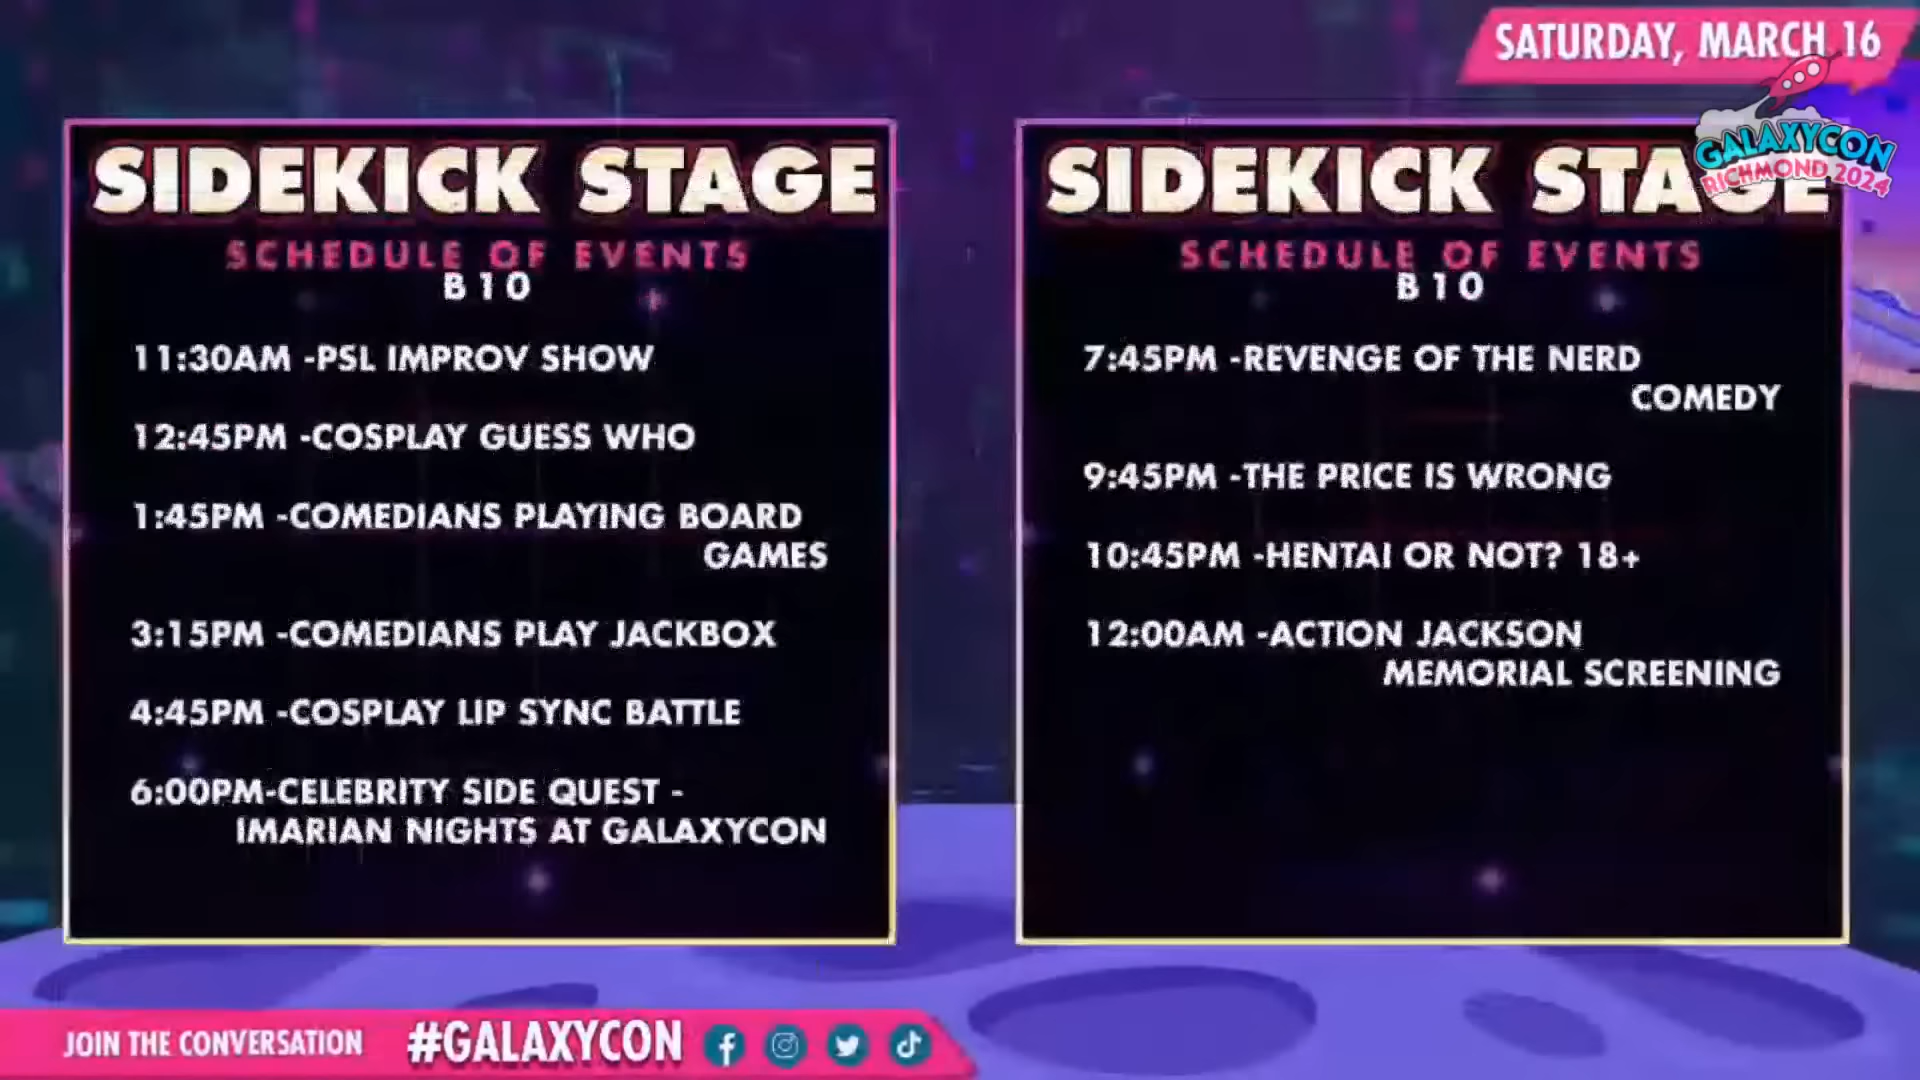 SATURDAY, MARCH 16
GALAXYCON
RICHMOND 2024
SIDEKICK STAGE
SCHEDULE OF EVENTS
B10
11:30AM -PSL IMPROV SHOW
12:45PM -COSPLAY GUESS WHO
1:45PM -COMEDIANS PLAYING BOARD
GAMES
3:15PM -COMEDIANS PLAY JACKBOX
4:45PM -COSPLAY LIP SYNC BATTLE
6:00PM-CELEBRITY SIDE QUEST -
IMARIAN NIGHTS AT GALAXYCON
SIDEKICK STAGE
SCHEDULE OF EVENTS
B10
7:45PM -REVENGE OF THE NERD
COMEDY
9:45PM -THE PRICE IS WRONG
10:45PM -HENTAI OR NOT? 18+
12:00AM -ACTION JACKSON
MEMORIAL SCREENING
JOIN THE CONVERSATION #GALAXYCON